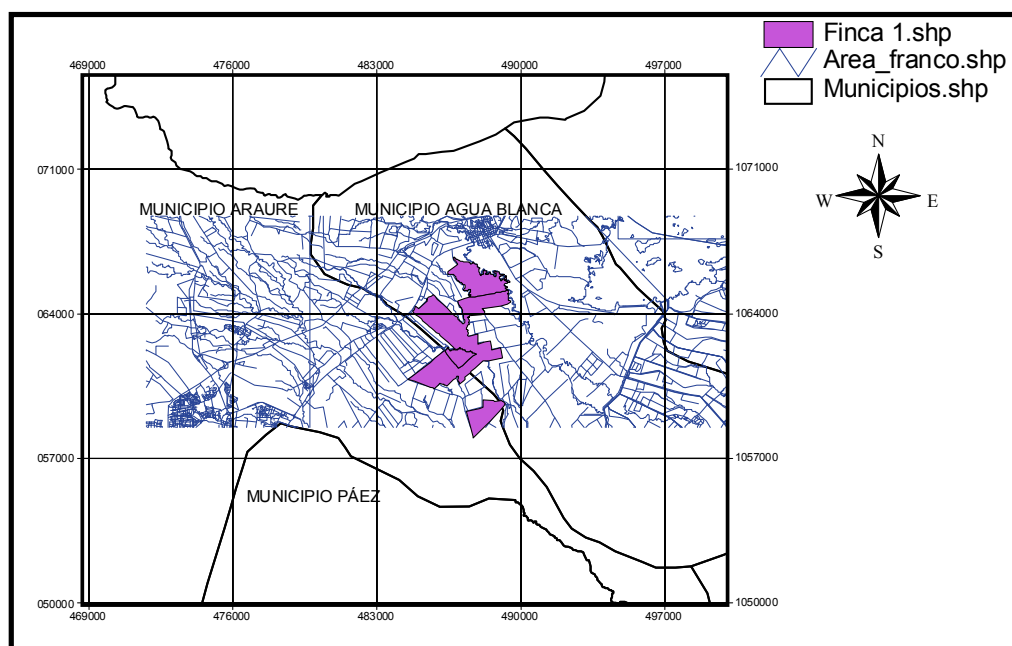 Finca 1.shp
Area_franco.shp
Municipios.shp
N
W E
S
469000 476000 483000 490000 497000
071000 1071000
MUNICIPIO ARAURE MUNICIPIO AGUA BLANCA
064000 1064000
057000 1057000
MUNICIPIO PÁEZ
050000 1050000
469000 476000 483000 490000 497000